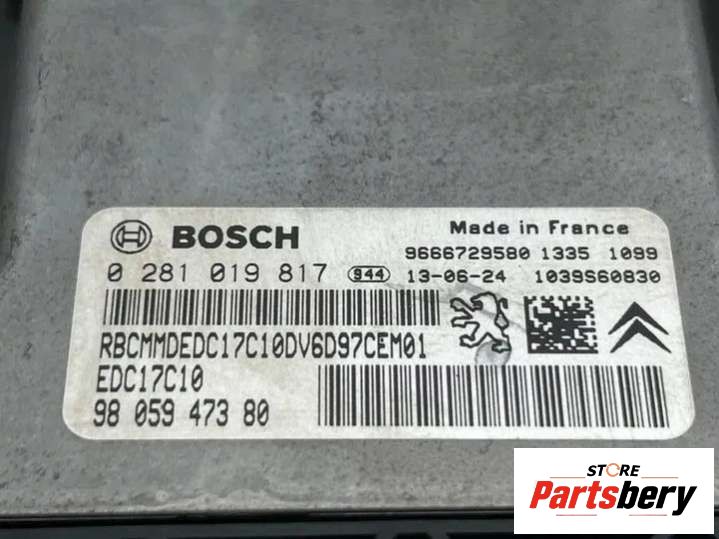 BOSCH
Made in France
9666729580 1335 1099
0 281 019 817 944 13-06-24 1039S60830
RBCMMDEDC17C10DV6D97CEM01
EDC17C10
98 059 473 80
STORE
Partsbery